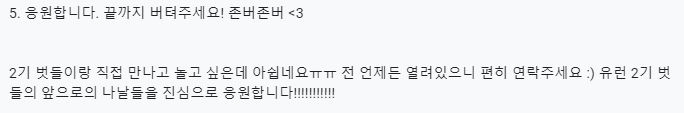 5. 응원합니다. 끝까지 버텨주세요! 존버존버 <3
2기 벗들이랑 직접 만나고 놀고 싶은데 아쉽네요ㅠㅠ 전 언제든 열려있으니 편히 연락주세요 :) 유런 2기 벗
들의 앞으로의 나날들을 진심으로 응원합니다!!!!!!!!!!!